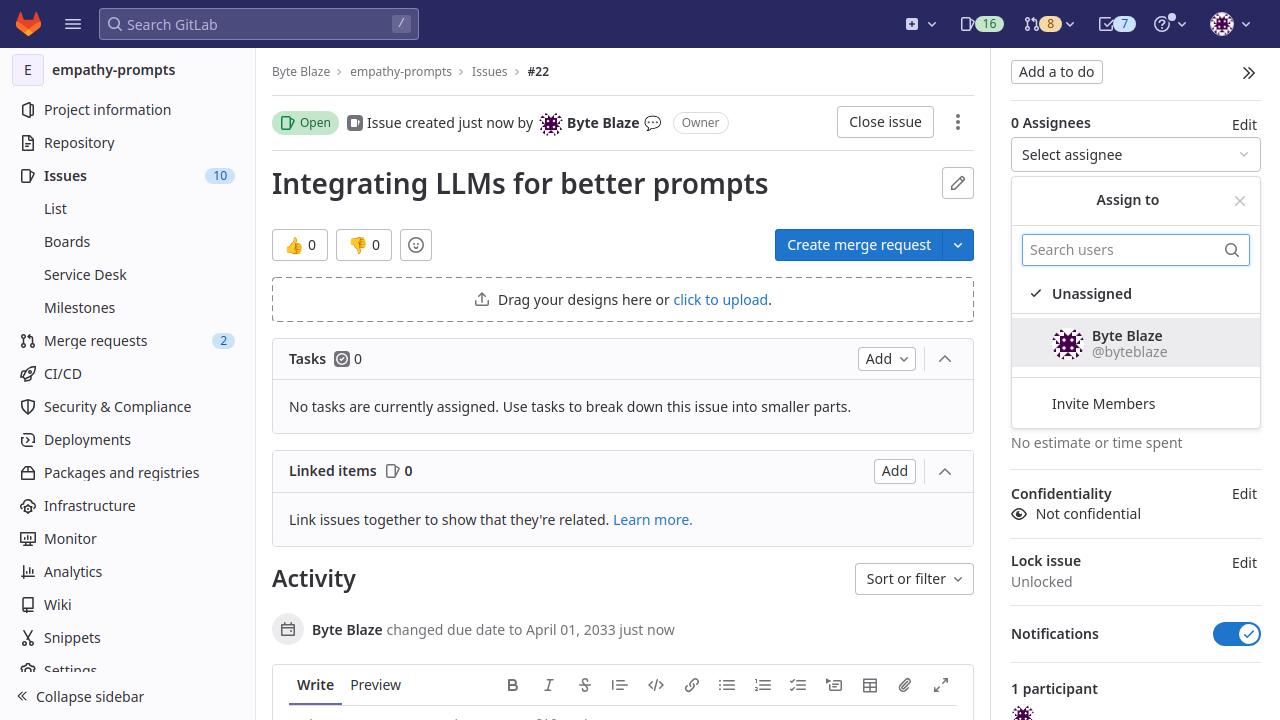 Search GitLab
/
16
8
7
E
empathy-prompts
Project information
Repository
Issues
10
List
Boards
Service Desk
Milestones
Merge requests
2
CI/CD
Security & Compliance
Deployments
Packages and registries
Infrastructure
Monitor
Analytics
Wiki
Snippets
Settings
Collapse sidebar
Byte Blaze
empathy-prompts
Issues
#22
Open
Issue created just now by
Byte Blaze 💬
Owner
Close issue
Integrating LLMs for better prompts
👍 0
👎 0
Create merge request
Drag your designs here or click to upload.
Tasks
0
Add
No tasks are currently assigned. Use tasks to break down this issue into smaller parts.
Linked items
0
Add
Link issues together to show that they're related. Learn more.
Activity
Sort or filter
Byte Blaze changed due date to April 01, 2033 just now
Write
Preview
Add a to do
0 Assignees
Edit
Select assignee
Assign to
Search users
Unassigned
Byte Blaze
@byteblaze
Invite Members
No estimate or time spent
Confidentiality
Edit
Not confidential
Lock issue
Edit
Unlocked
Notifications
1 participant